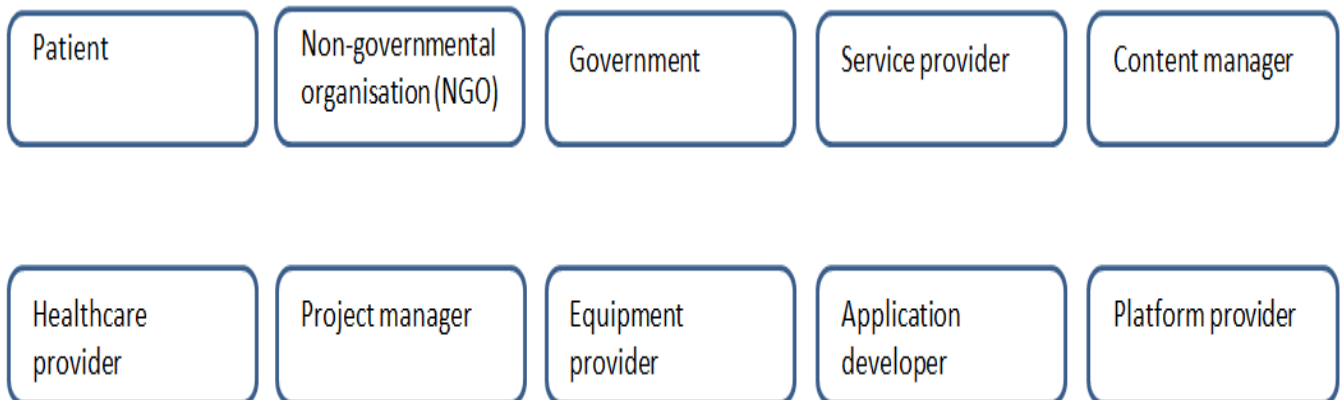 Patient
Non-governmental
organisation (NGO)
Government
Service provider
Content manager
Healthcare
provider
Project manager
Equipment
provider
Application
developer
Platform provider